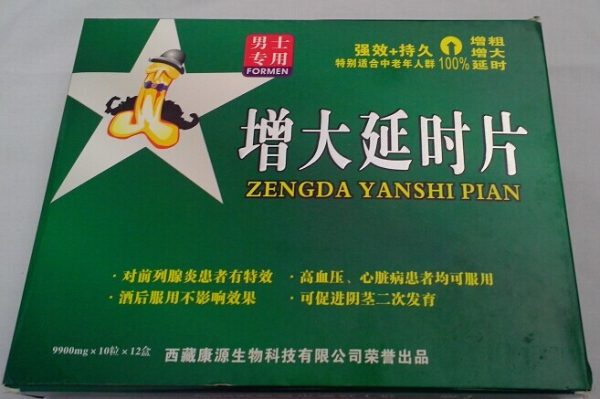 男士
专用
FORMEN
强效+持久
特别适合中老年人群
100%
增粗
增大
延时
增大延时片
ZENGDA YANSHI PIAN
·对前列腺炎患者有特效
·高血压、心脏病患者均可服用
·酒后服用不影响效果
·可促进阴茎二次发育
9900mg×10粒×12盒
西藏康源生物科技有限公司荣誉出品